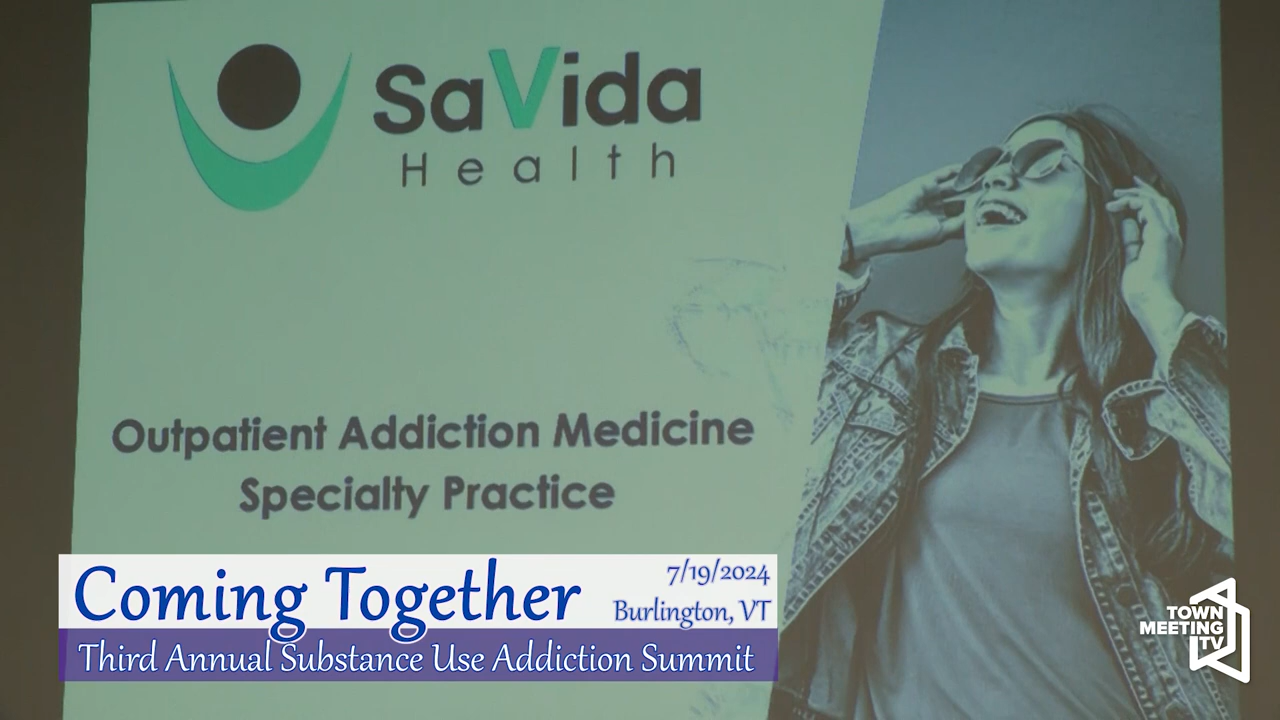 SaVida
Health
Outpatient Addiction Medicine
Specialty Practice
Coming Together
7/19/2024
Burlington, VT
Third Annual Substance Use Addiction Summit
TOWN
MEETING
TV